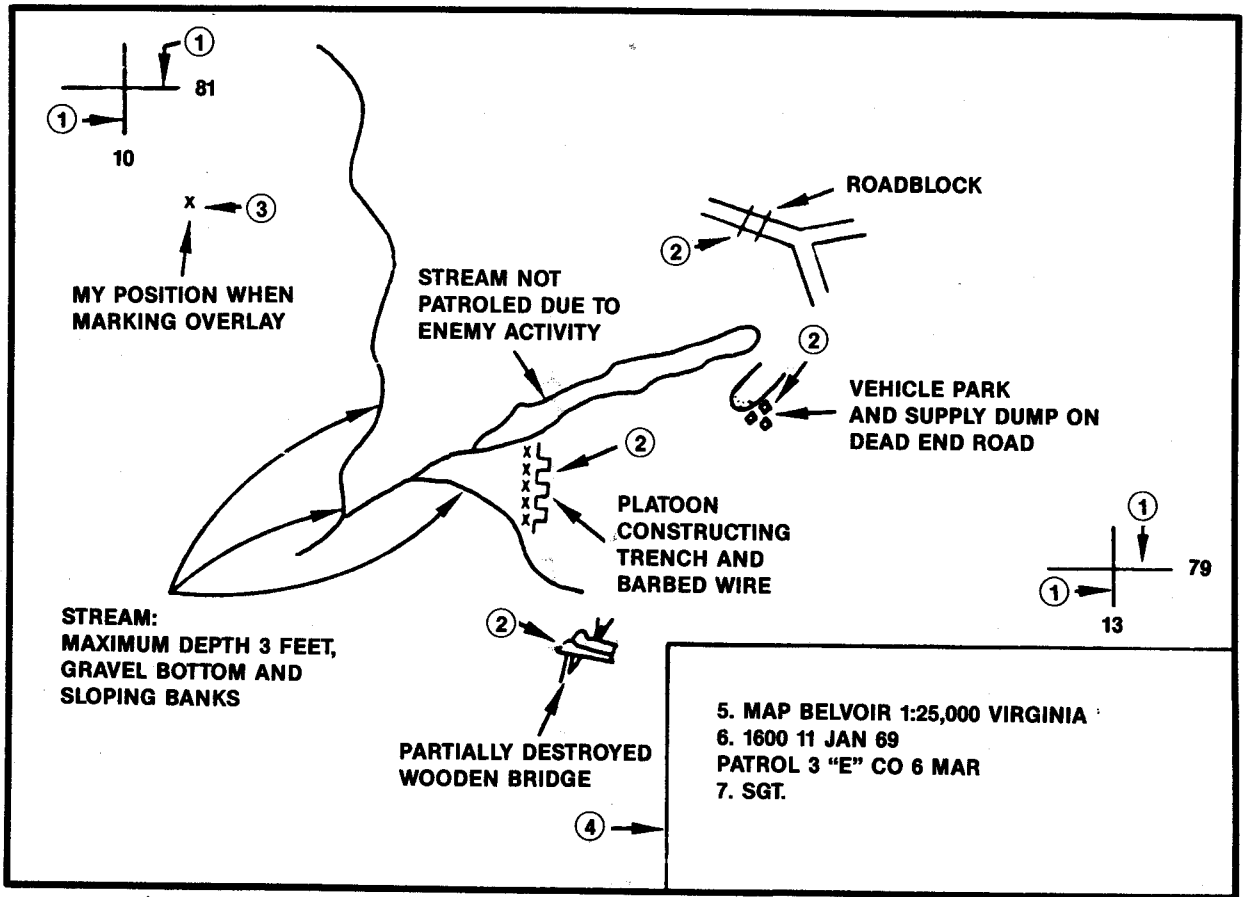 1
81
1
10
X
3
MY POSITION WHEN
MARKING OVERLAY
ROADBLOCK
2
STREAM NOT
PATROLED DUE TO
ENEMY ACTIVITY
2
VEHICLE PARK
AND SUPPLY DUMP ON
DEAD END ROAD
2
X
X
X
X
X
PLATOON
CONSTRUCTING
TRENCH AND
BARBED WIRE
1
79
1
13
STREAM:
MAXIMUM DEPTH 3 FEET,
GRAVEL BOTTOM AND
SLOPING BANKS
2
PARTIALLY DESTROYED
WOODEN BRIDGE
4
5. MAP BELVOIR 1:25,000 VIRGINIA
6. 1600 11 JAN 69
PATROL 3 "E" CO 6 MAR
7. SGT.